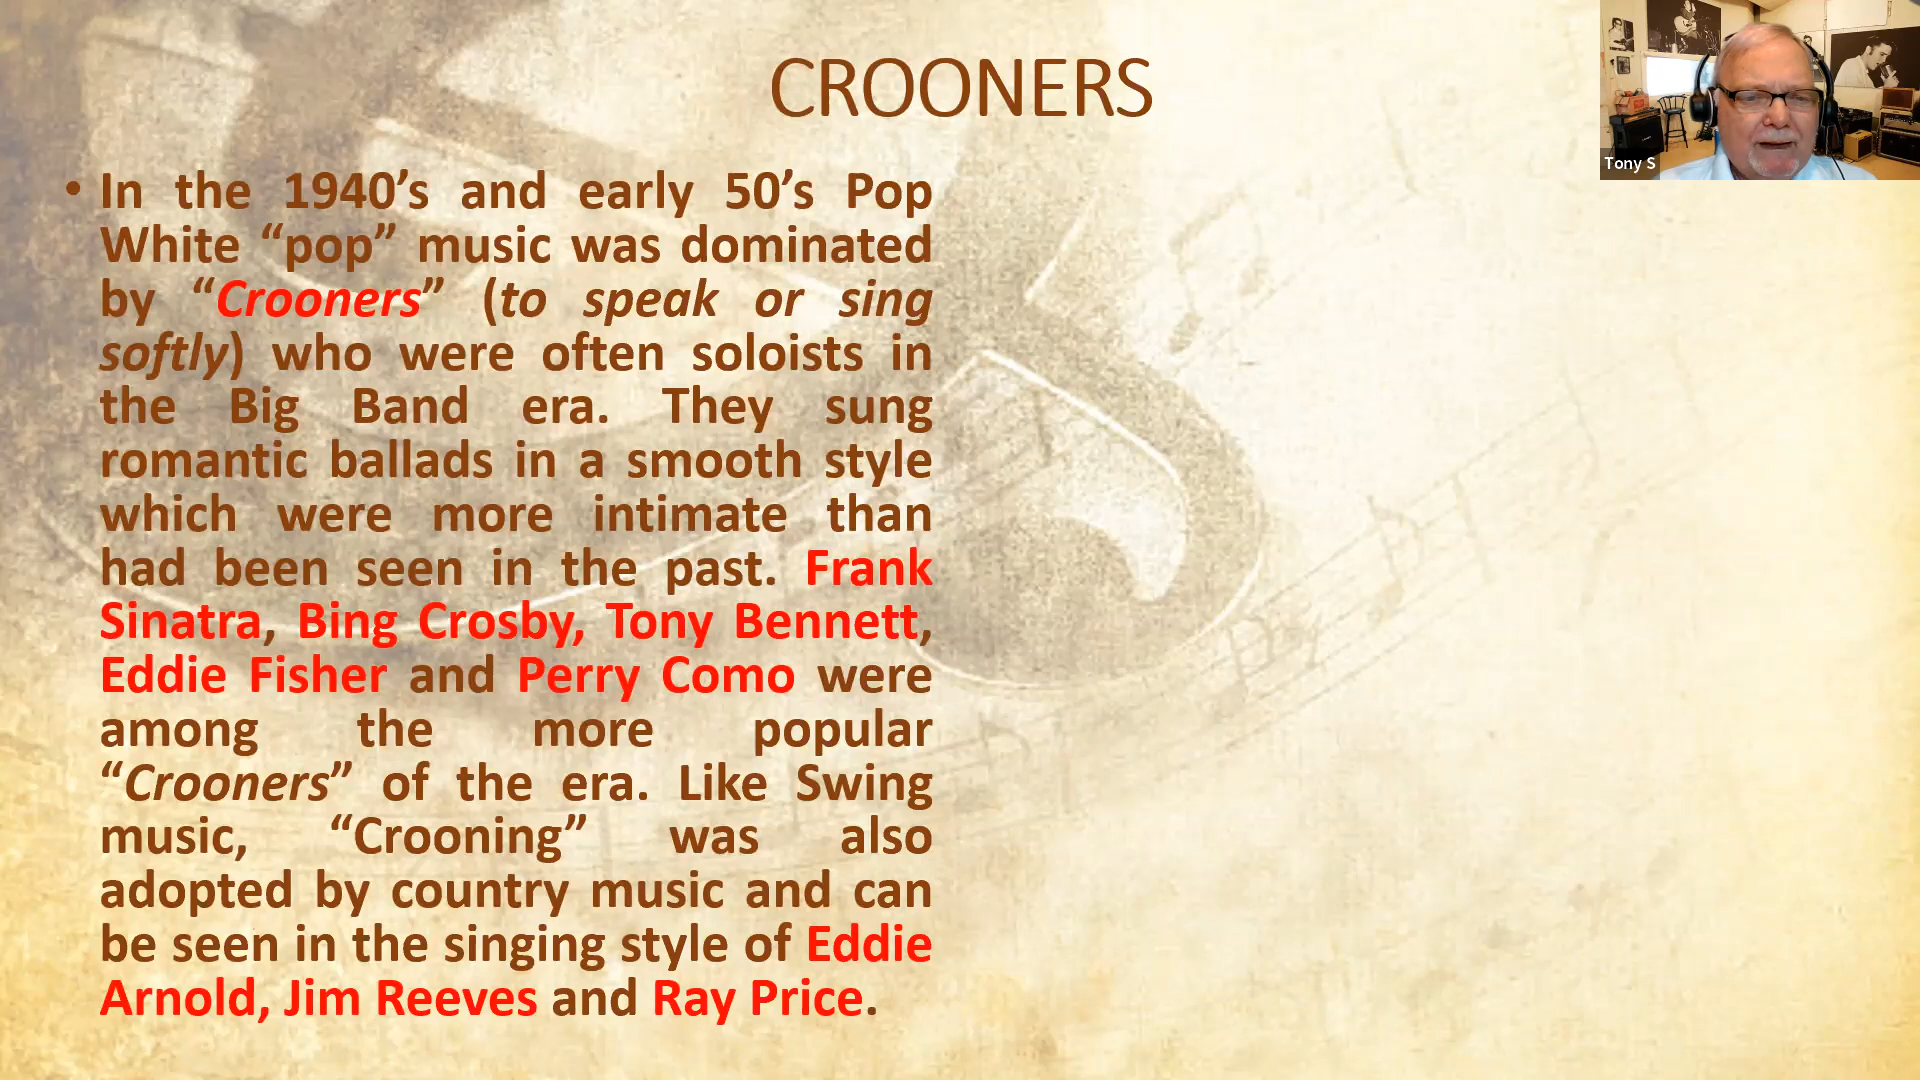 CROONERS
Tony S
• In the 1940’s and early 50’s Pop
White “pop” music was dominated
by “Crooners” (to speak or sing
softly) who were often soloists in
the Big Band era. They sung
romantic ballads in a smooth style
which were more intimate than
had been seen in the past. Frank
Sinatra, Bing Crosby, Tony Bennett,
Eddie Fisher and Perry Como were
among the more popular
“Crooners” of the era. Like Swing
music, “Crooning” was also
adopted by country music and can
be seen in the singing style of Eddie
Arnold, Jim Reeves and Ray Price.